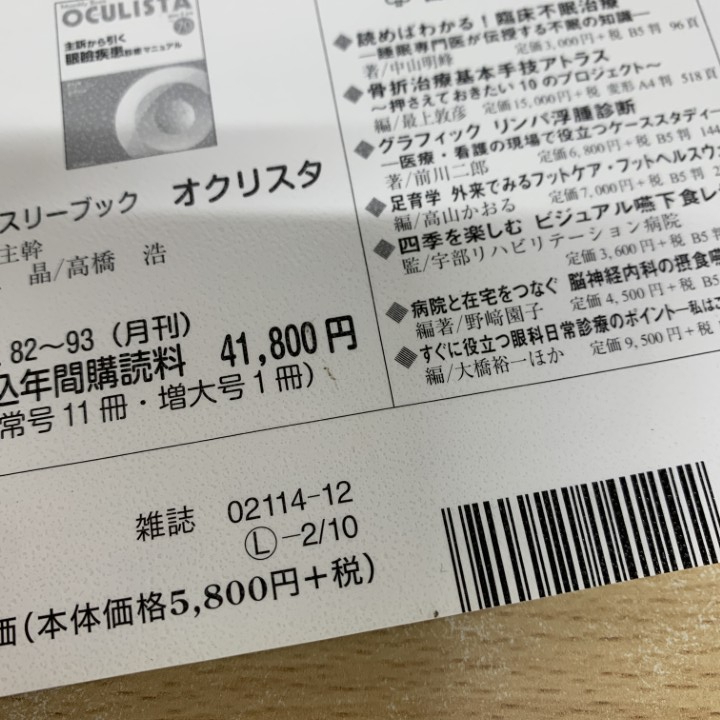 OCULISTA
主訴から引く
眼瞼疾患診療マニュアル
スリーブック オクリスタ
主幹
晶/高橋 浩
82〜93(月刊)
込年間購読料 41,800円
常号11冊・増大号1冊)
◆読めばわかる!臨床不眠治療
―睡眠専門医が伝授する不眠の知識―
著/中山明峰 定価3,000円+税 B5判 96頁
◆骨折治療基本手技アトラス
〜押さえておきたい10のプロジェクト〜
編/最上敦彦 定価15,000円+税 変形A4判 518頁
◆グラフィック リンパ浮腫診断
―医療・看護の現場で役立つケーススタディ―
著/前川二郎 定価6,800円+税 B5判 144
◆足育学 外来でみるフットケア・フットヘルスウェ
編/高山かおる 定価7,000円+税 B5判 2
◆四季を楽しむ ビジュアル嚥下食レ
監/宇部リハビリテーション病院
定価3,600円+税 B5
◆病院と在宅をつなぐ 脳神経内科の摂食嚥
編著/野﨑園子 定価4,500円+税 B5
◆すぐに役立つ眼科日常診療のポイント―私はこ
編/大橋裕一ほか 定価9,500円+税
雑誌 02114-12
Ⓛ-2/10
価(本体価格5,800円+税)